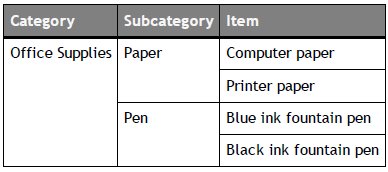 Category Subcategory Item
Office Supplies Paper Computer paper
Printer paper
Pen Blue ink fountain pen
Black ink fountain pen